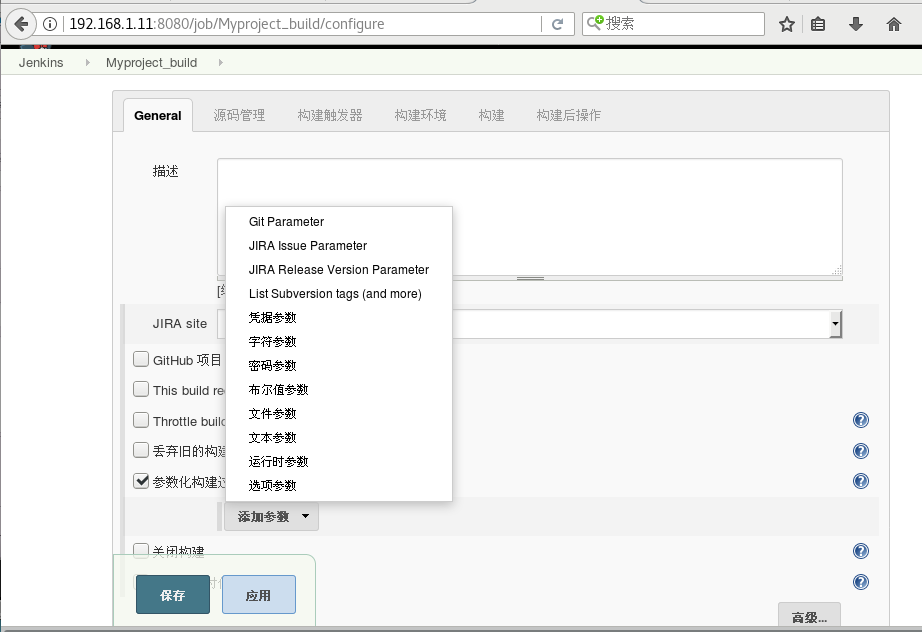 192.168.1.11:8080/job/Myproject_build/configure
搜索
Jenkins Myproject_build
General 源码管理 构建触发器 构建环境 构建 构建后操作
描述
Git Parameter
JIRA Issue Parameter
JIRA Release Version Parameter
List Subversion tags (and more)
凭据参数
JIRA site
字符参数
GitHub 项目
密码参数
This build re
布尔值参数
文件参数
Throttle build
文本参数
丢弃旧的构建
运行时参数
参数化构建过
选项参数
添加参数
关闭构建
保存 应用
高级...